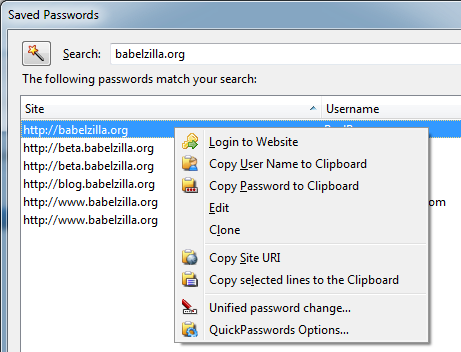 Saved Passwords
Search: babelzilla.org
The following passwords match your search:
Site Username
http://babelzilla.org
http://beta.babelzilla.org
http://beta.babelzilla.org
http://blog.babelzilla.org
http://www.babelzilla.org .com
http://www.babelzilla.org
Login to Website
Copy User Name to Clipboard
Copy Password to Clipboard
Edit
Clone
Copy Site URI
Copy selected lines to the Clipboard
Unified password change...
QuickPasswords Options...